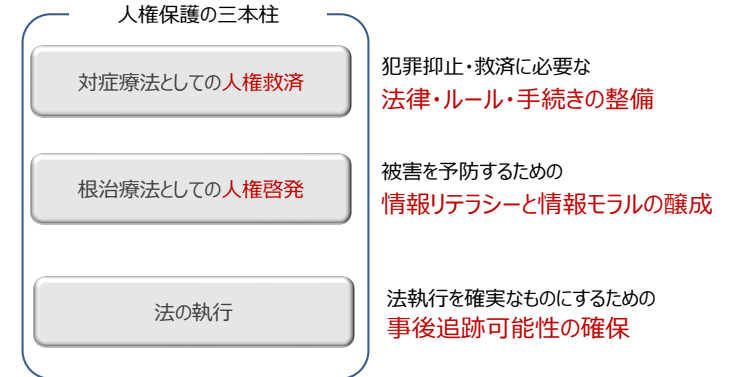 人権保護の三本柱
対症療法としての人権救済
犯罪抑止・救済に必要な
法律・ルール・手続きの整備
根治療法としての人権啓発
被害を予防するための
情報リテラシーと情報モラルの醸成
法の執行
法執行を確実なものにするための
事後追跡可能性の確保